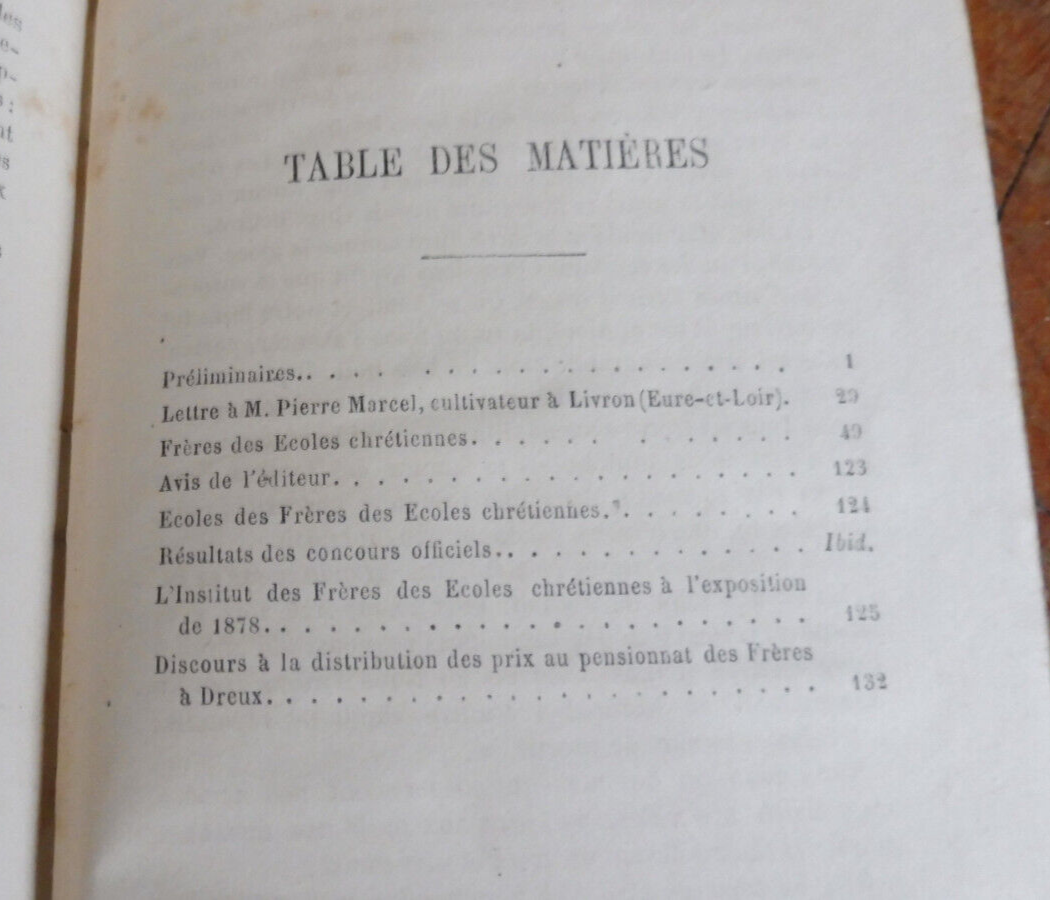 TABLE DES MATIÈRES
Préliminaires.. . . . . . . . . . . . . . . . . . 1
Lettre à M. Pierre Marcel, cultivateur à Livron (Eure-et-Loir). 29
Frères des Ecoles chrétiennes. . . . . . . . . . . . 49
Avis de l'éditeur. . . . . . . . . . . . . . . . . . 123
Ecoles des Frères des Ecoles chrétiennes. . . . . . . . 124
Résultats des concours officiels.. . . . . . . . . . . . Ibid.
L'Institut des Frères des Ecoles chrétiennes à l'exposition
de 1878. . . . . . . . . . . . . . . . . . . . . 125
Discours à la distribution des prix au pensionnat des Frères
à Dreux. . . . . . . . . . . . . . . . . . . . . 132